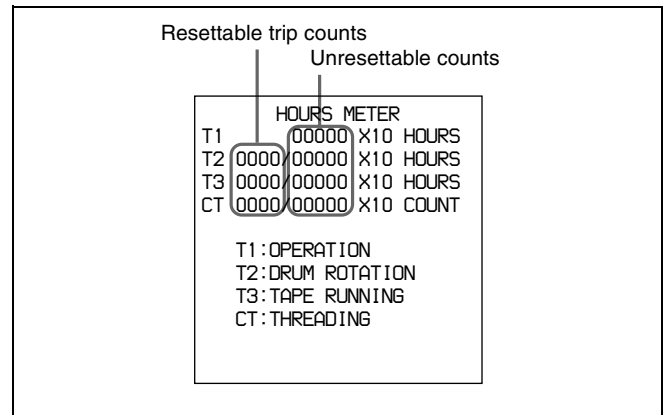 Resettable trip counts
Unresettable counts
HOURS METER
T1 00000 X10 HOURS
T2 0000/00000 X10 HOURS
T3 0000/00000 X10 HOURS
CT 0000/00000 X10 COUNT
T1:OPERATION
T2:DRUM ROTATION
T3:TAPE RUNNING
CT:THREADING